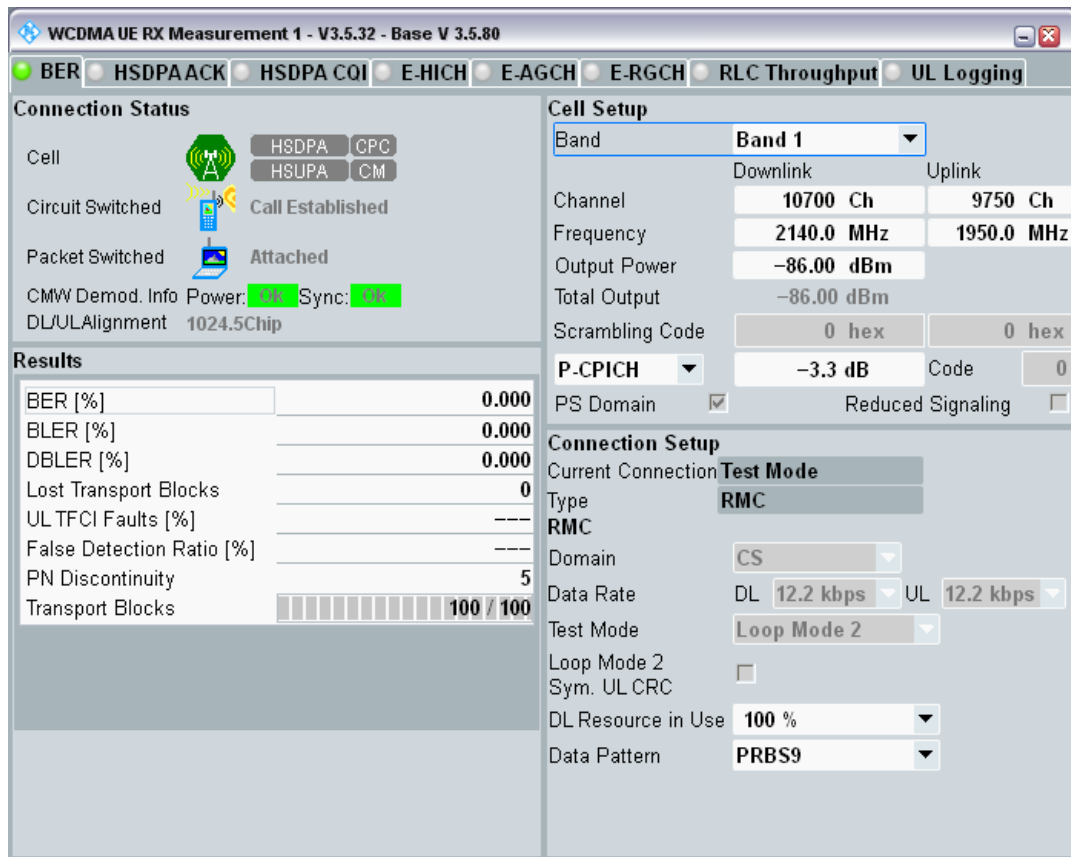 WCDMA UE RX Measurement 1 - V3.5.32 - Base V 3.5.80
BER HSDPA ACK HSDPA CQI E-HICH E-AGCH E-RGCH RLC Throughput UL Logging
Connection Status
Cell HSDPA CPC
HSUPA CM
Circuit Switched Call Established
Packet Switched Attached
CMW Demod. Info Power: Ok Sync: Ok
DL/UL Alignment 1024.5Chip
Results
BER [%] 0.000
BLER [%] 0.000
DBLER [%] 0.000
Lost Transport Blocks 0
UL TFCI Faults [%] ---
False Detection Ratio [%] ---
PN Discontinuity 5
Transport Blocks 100 / 100
Cell Setup
Band Band 1
Downlink Uplink
Channel 10700 Ch 9750 Ch
Frequency 2140.0 MHz 1950.0 MHz
Output Power -86.00 dBm
Total Output -86.00 dBm
Scrambling Code 0 hex 0 hex
P-CPICH -3.3 dB Code 0
PS Domain Reduced Signaling
Connection Setup
Current Connection Test Mode
Type RMC
RMC
Domain CS
Data Rate DL 12.2 kbps UL 12.2 kbps
Test Mode Loop Mode 2
Loop Mode 2
Sym. UL CRC
DL Resource in Use 100 %
Data Pattern PRBS9